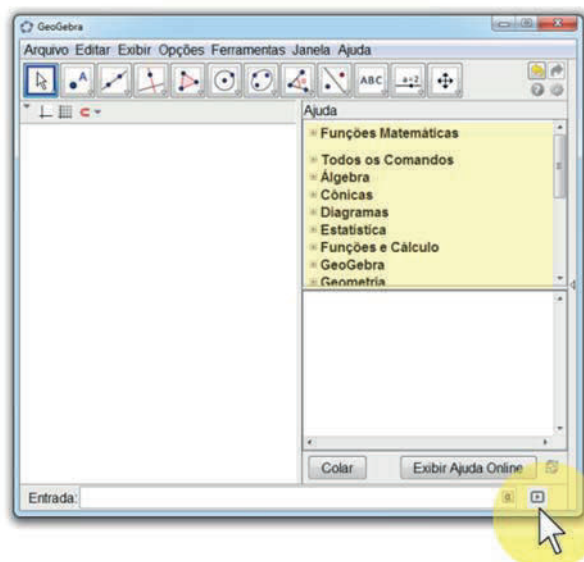 GeoGebra
Arquivo Editar Exibir Opções Ferramentas Janela Ajuda
A ABC a=2
Ajuda
Funções Matemáticas
Todos os Comandos
Álgebra
Cônicas
Diagramas
Estatística
Funções e Cálculo
GeoGebra
Geometria
Colar Exibir Ajuda Online
Entrada: α